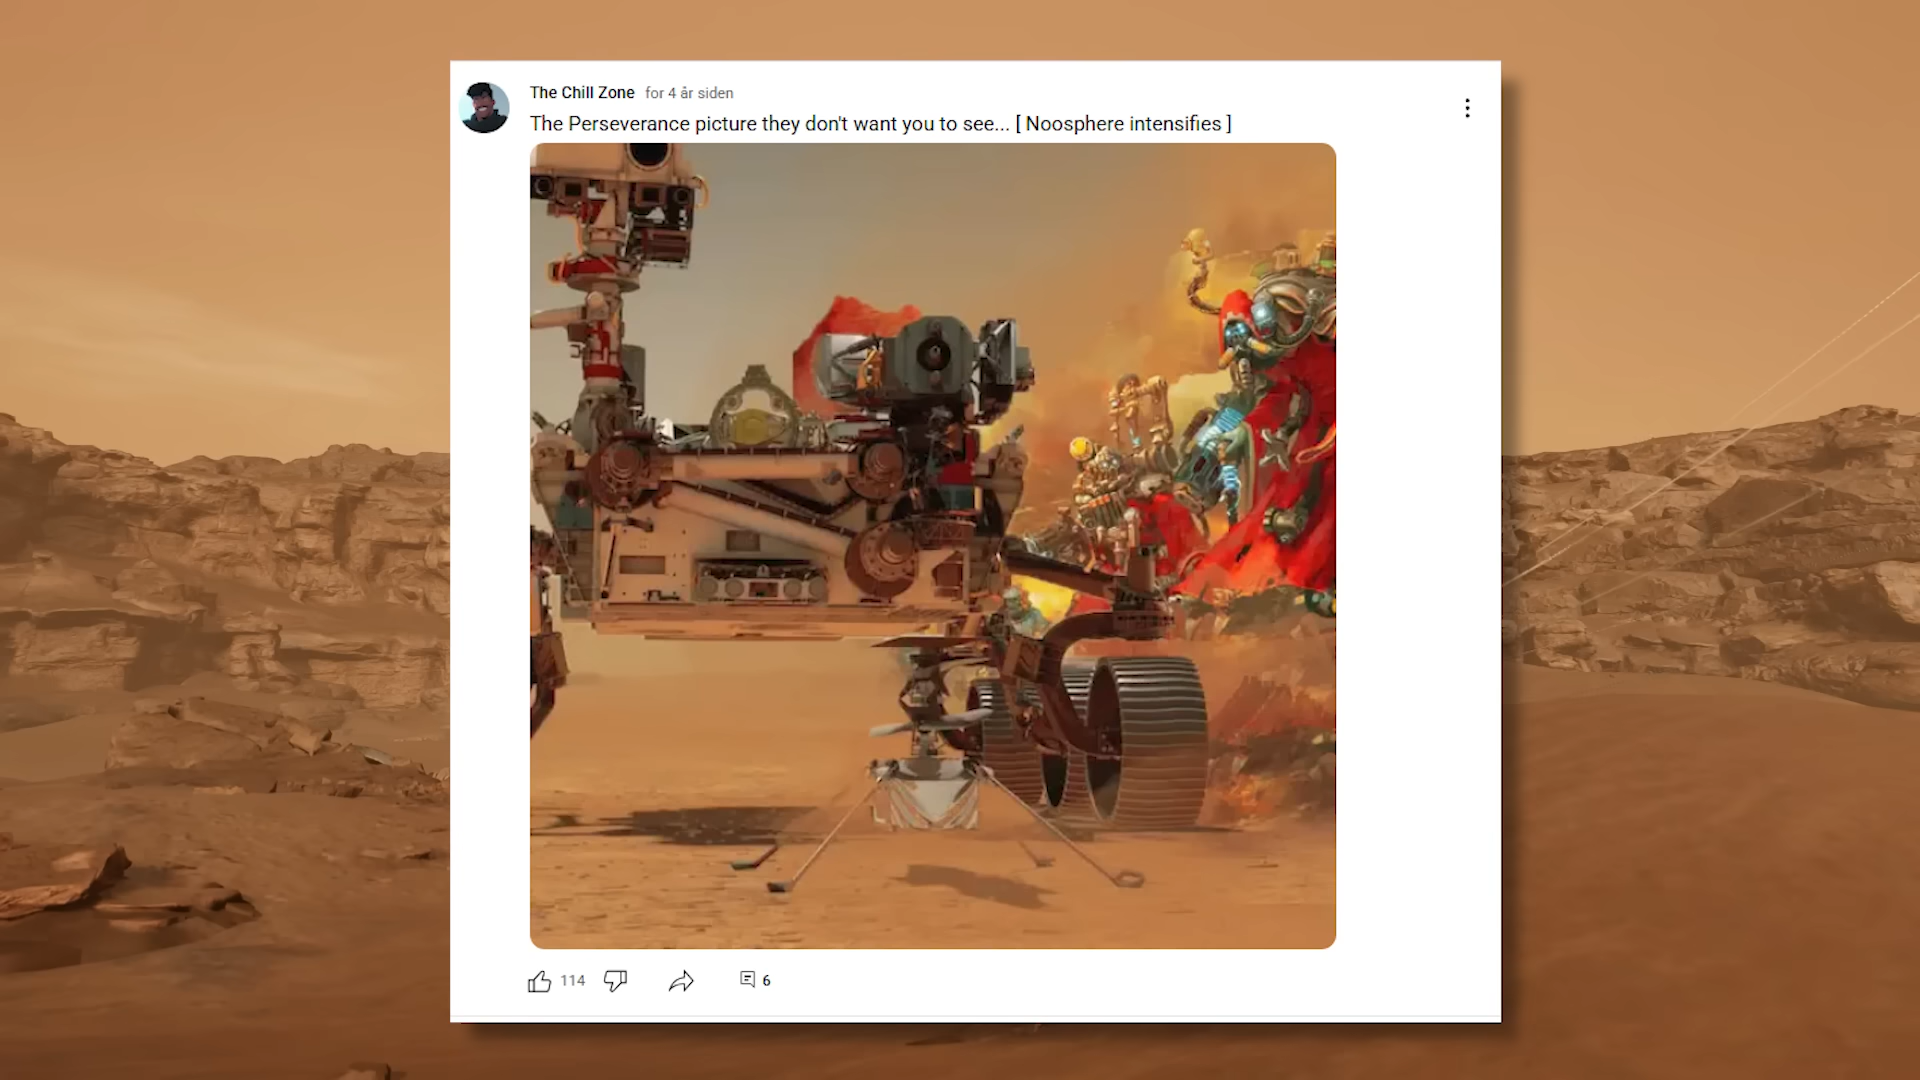 The Chill Zone for 4 år siden
The Perseverance picture they don't want you to see... [ Noosphere intensifies ]
114 6